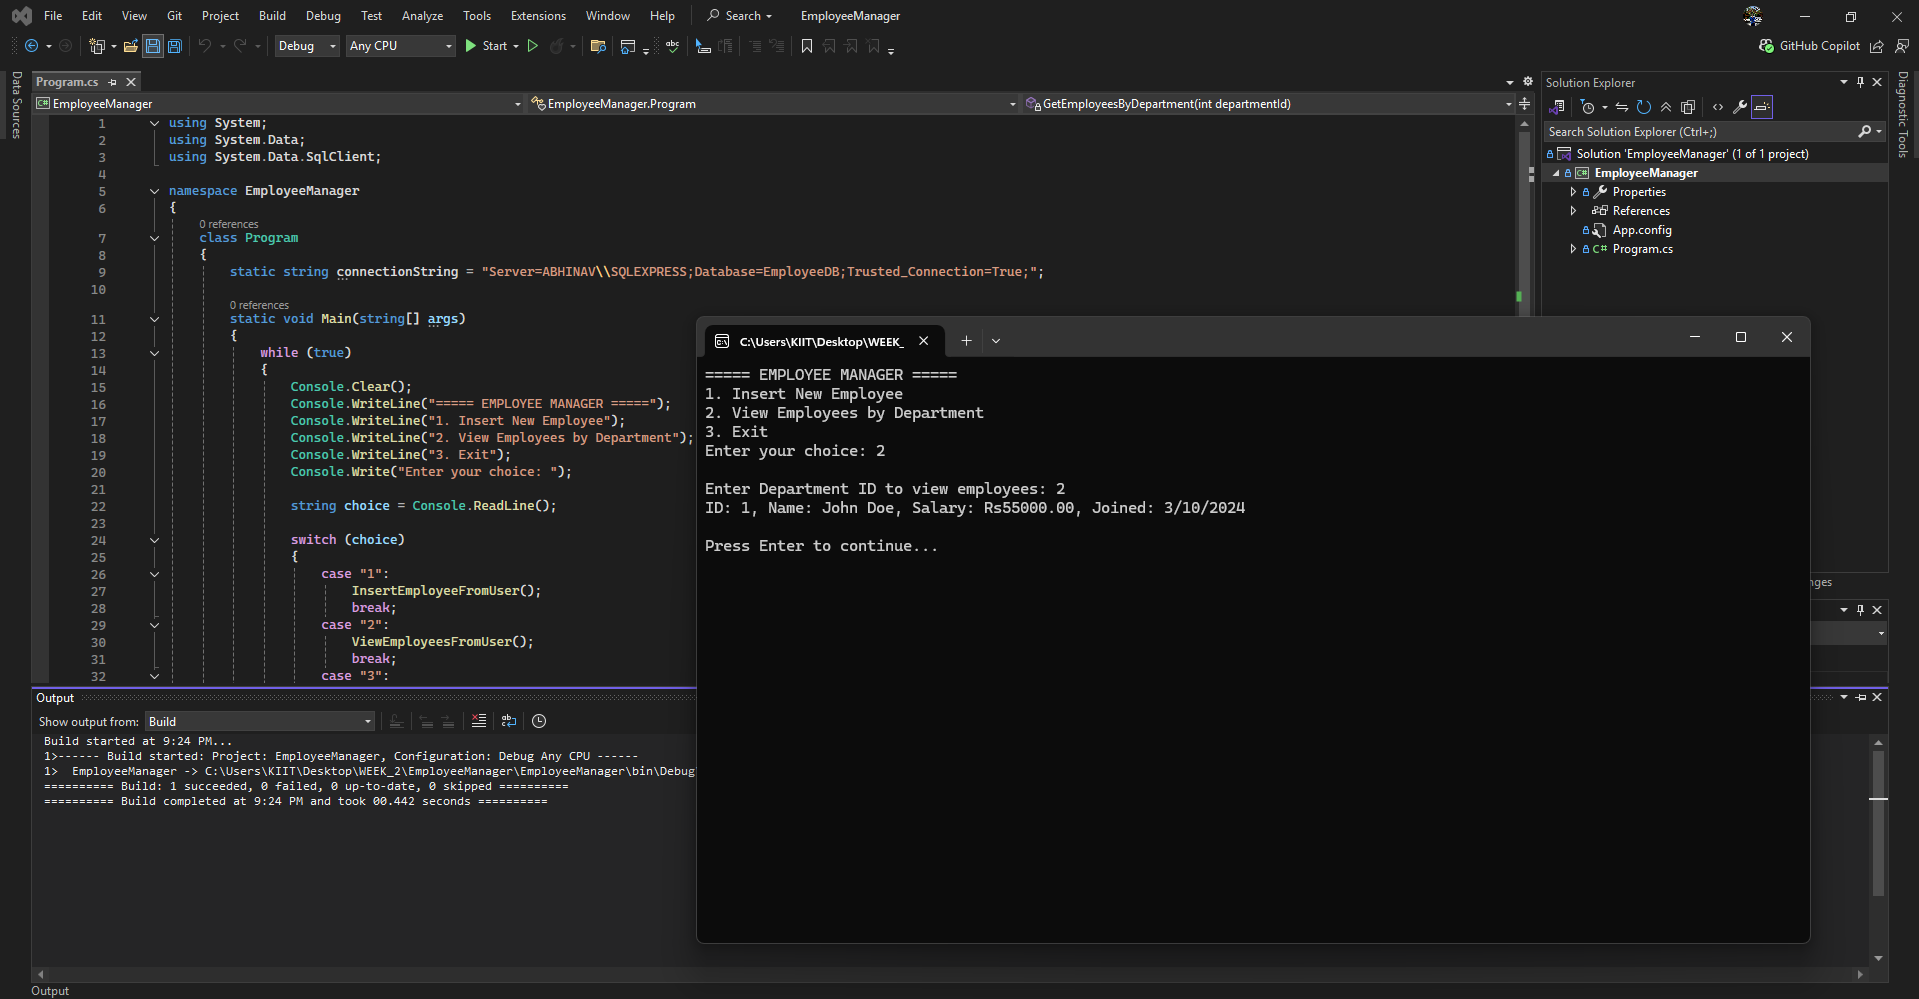 File Edit View Git Project Build Debug Test Analyze Tools Extensions Window Help Search EmployeeManager
Debug Any CPU Start abc GitHub Copilot
Data Sources
Program.cs
EmployeeManager EmployeeManager.Program GetEmployeesByDepartment(int departmentId)
1 using System;
2 using System.Data;
3 using System.Data.SqlClient;
4
5 namespace EmployeeManager
6 {
0 references
7 class Program
8 {
9 static string connectionString = "Server=ABHINAV\\SQLEXPRESS;Database=EmployeeDB;Trusted_Connection=True;";
10
0 references
11 static void Main(string[] args)
12 {
13 while (true)
14 {
15 Console.Clear();
16 Console.WriteLine("===== EMPLOYEE MANAGER =====");
17 Console.WriteLine("1. Insert New Employee");
18 Console.WriteLine("2. View Employees by Department");
19 Console.WriteLine("3. Exit");
20 Console.Write("Enter your choice: ");
21
22 string choice = Console.ReadLine();
23
24 switch (choice)
25 {
26 case "1":
27 InsertEmployeeFromUser();
28 break;
29 case "2":
30 ViewEmployeesFromUser();
31 break;
32 case "3":
Solution Explorer
Search Solution Explorer (Ctrl+;)
Solution 'EmployeeManager' (1 of 1 project)
C# EmployeeManager
Properties
References
App.config
C# Program.cs
Diagnostic Tools
nges
C:\Users\KIIT\Desktop\WEEK_
===== EMPLOYEE MANAGER =====
1. Insert New Employee
2. View Employees by Department
3. Exit
Enter your choice: 2
Enter Department ID to view employees: 2
ID: 1, Name: John Doe, Salary: Rs55000.00, Joined: 3/10/2024
Press Enter to continue...
Output
Show output from: Build
Build started at 9:24 PM...
1>------ Build started: Project: EmployeeManager, Configuration: Debug Any CPU ------
1>  EmployeeManager -> C:\Users\KIIT\Desktop\WEEK_2\EmployeeManager\EmployeeManager\bin\Debug
========== Build: 1 succeeded, 0 failed, 0 up-to-date, 0 skipped ==========
========== Build completed at 9:24 PM and took 00.442 seconds ==========
Output